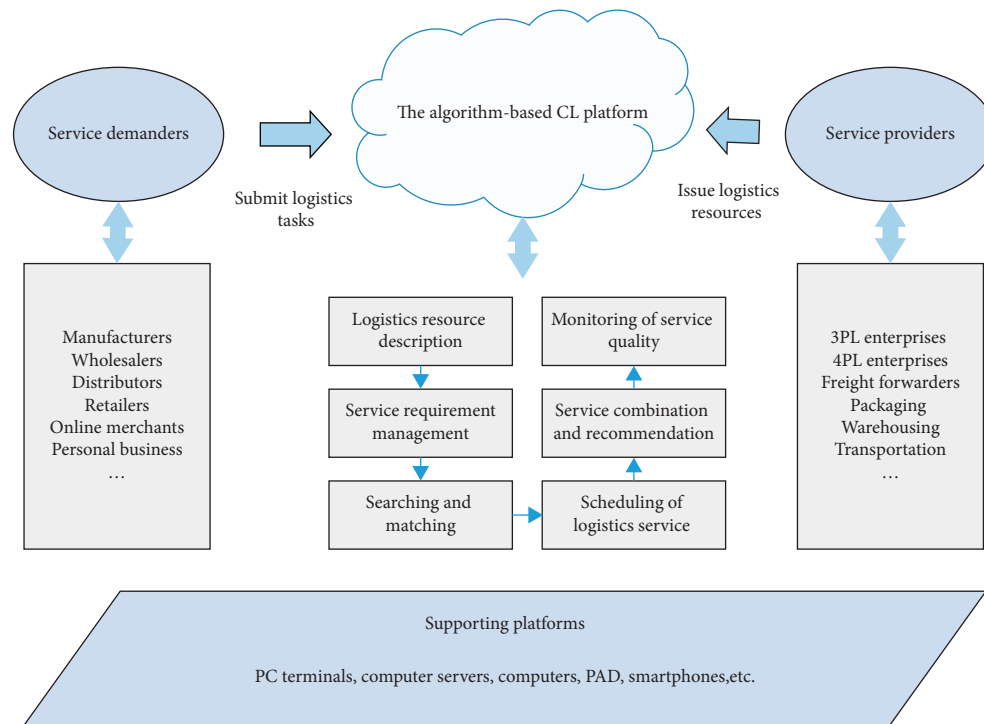 The algorithm-based CL platform
Service demanders
Service providers
Submit logistics
tasks
Issue logistics
resources
Manufacturers
Wholesalers
Distributors
Retailers
Online merchants
Personal business
…
Logistics resource
description
Service requirement
management
Searching and
matching
Scheduling of
logistics service
Service combination
and recommendation
Monitoring of service
quality
3PL enterprises
4PL enterprises
Freight forwarders
Packaging
Warehousing
Transportation
…
Supporting platforms
PC terminals, computer servers, computers, PAD, smartphones,etc.